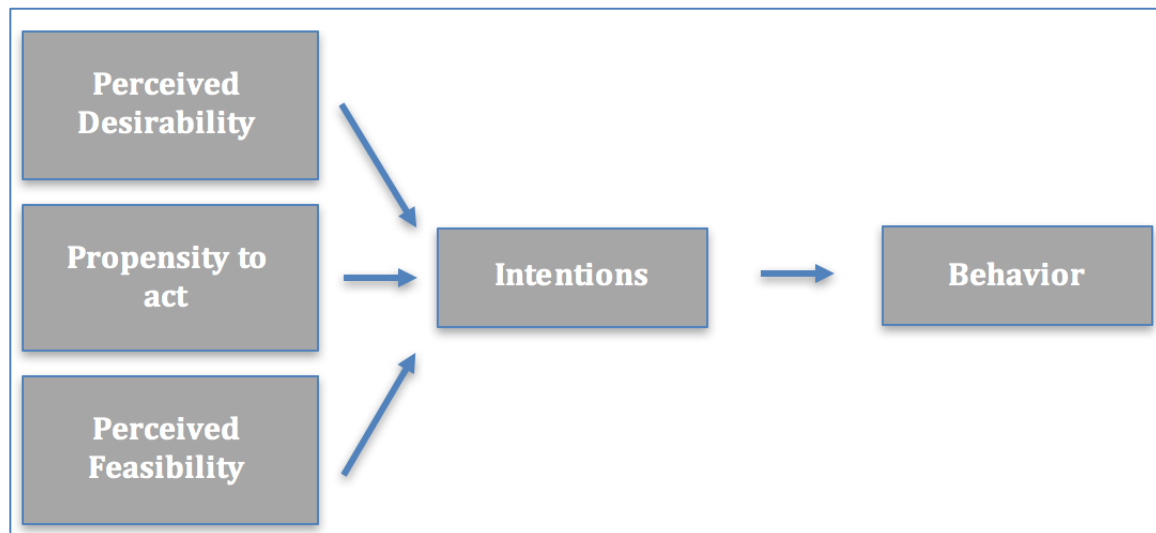 Perceived
Desirability
Propensity to
act
Perceived
Feasibility
Intentions
Behavior